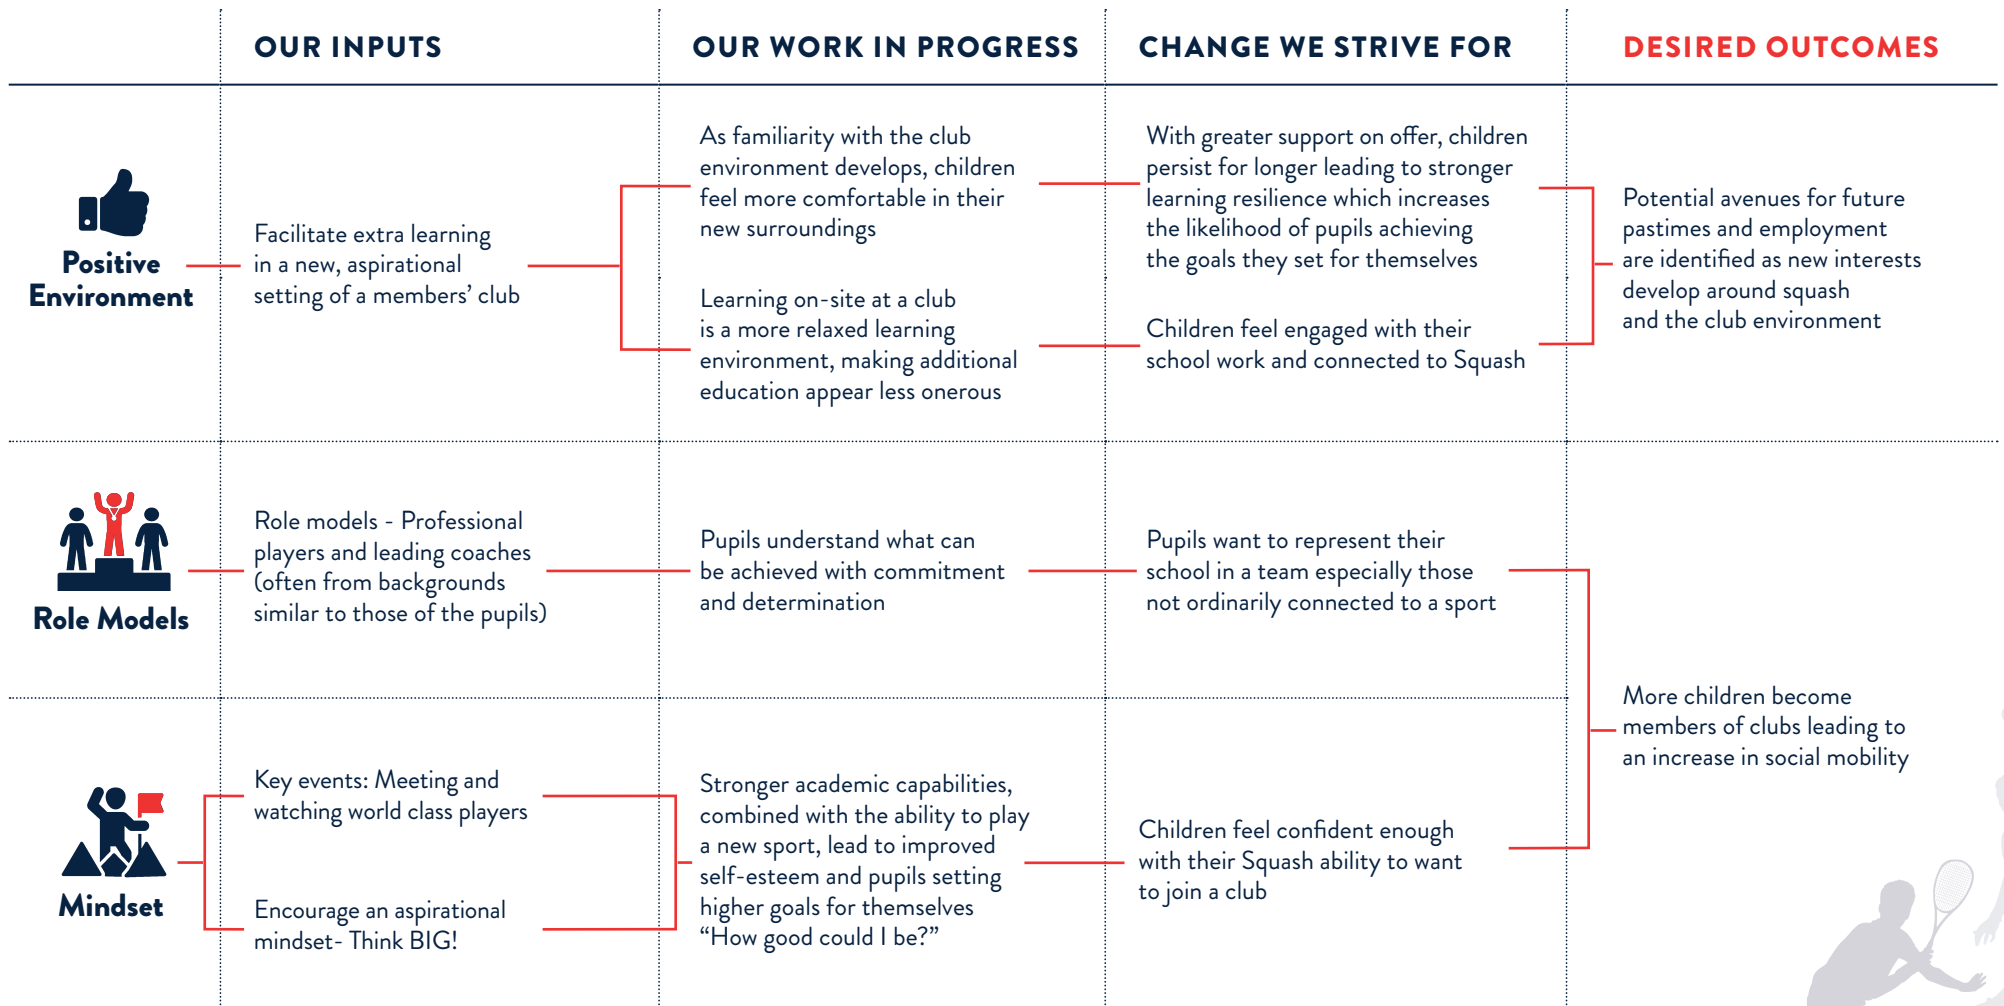 OUR INPUTS
OUR WORK IN PROGRESS
CHANGE WE STRIVE FOR
DESIRED OUTCOMES
Positive
Environment
Facilitate extra learning
in a new, aspirational
setting of a members’ club
As familiarity with the club
environment develops, children
feel more comfortable in their
new surroundings
Learning on-site at a club
is a more relaxed learning
environment, making additional
education appear less onerous
With greater support on offer, children
persist for longer leading to stronger
learning resilience which increases
the likelihood of pupils achieving
the goals they set for themselves
Children feel engaged with their
school work and connected to Squash
Potential avenues for future
pastimes and employment
are identified as new interests
develop around squash
and the club environment
Role Models
Role models - Professional
players and leading coaches
(often from backgrounds
similar to those of the pupils)
Pupils understand what can
be achieved with commitment
and determination
Pupils want to represent their
school in a team especially those
not ordinarily connected to a sport
Mindset
Key events: Meeting and
watching world class players
Encourage an aspirational
mindset- Think BIG!
Stronger academic capabilities,
combined with the ability to play
a new sport, lead to improved
self-esteem and pupils setting
higher goals for themselves
“How good could I be?”
Children feel confident enough
with their Squash ability to want
to join a club
More children become
members of clubs leading to
an increase in social mobility